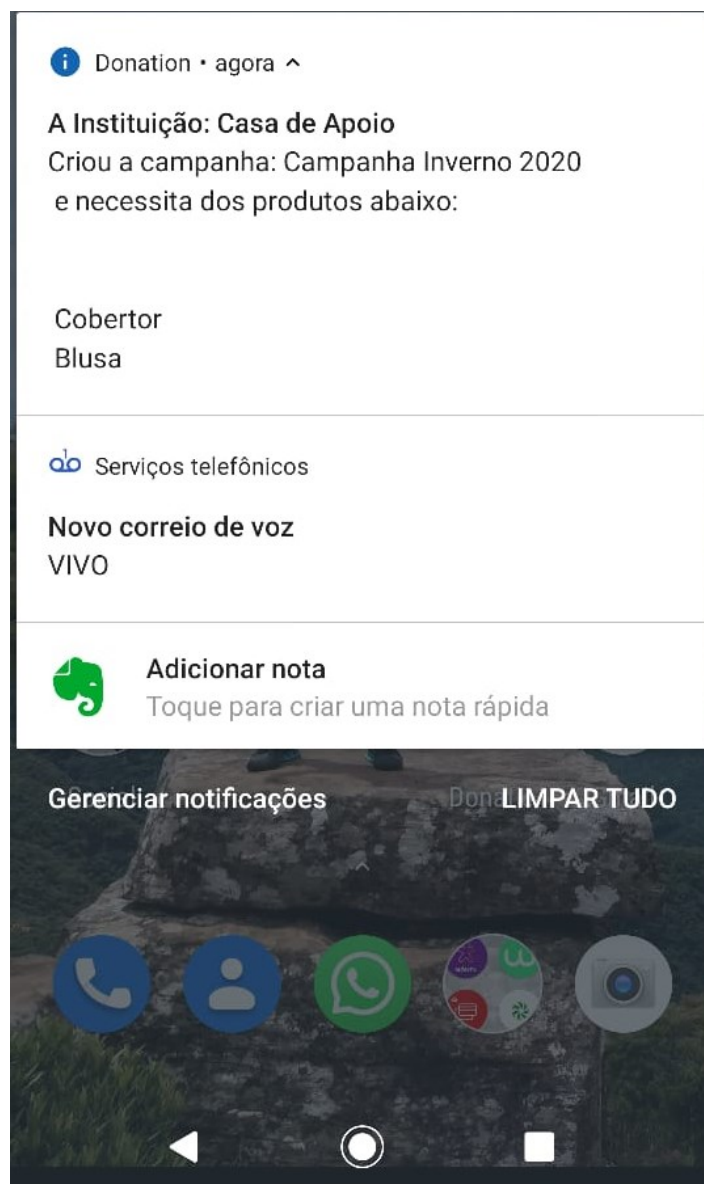 Donation • agora
A Instituição: Casa de Apoio
Criou a campanha: Campanha Inverno 2020
e necessita dos produtos abaixo:
Cobertor
Blusa
1
Serviços telefônicos
Novo correio de voz
VIVO
Adicionar nota
Toque para criar uma nota rápida
Gerenciar notificações
LIMPAR TUDO